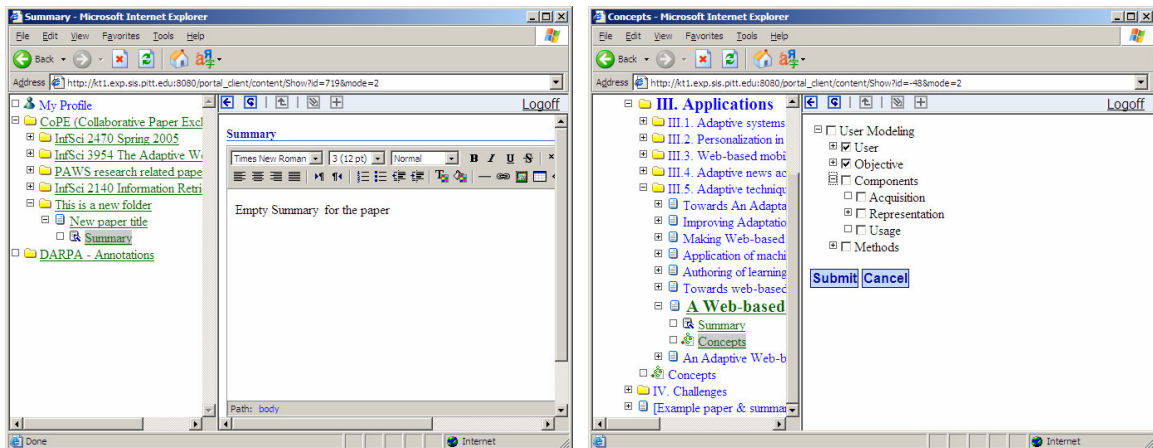 Summary - Microsoft Internet Explorer
File Edit View Favorites Tools Help
Back
Address http://kt1.exp.sis.pitt.edu:8080/portal_client/content/Show?id=719&mode=2
My Profile
CoPE (Collaborative Paper Excl
InfSci 2470 Spring 2005
InfSci 3954 The Adaptive We
PAWS research related pape
InfSci 2140 Information Retri
This is a new folder
New paper title
Summary
DARPA - Annotations
Logoff
Summary
Times New Roman 3 (12 pt) Normal B I U S
Empty Summary for the paper
Path: body
Done Internet
Concepts - Microsoft Internet Explorer
File Edit View Favorites Tools Help
Back
Address http://kt1.exp.sis.pitt.edu:8080/portal_client/content/Show?id=-48&mode=2
III. Applications
III.1. Adaptive systems
III.2. Personalization in
III.3. Web-based mobi
III.4. Adaptive news ac
III.5. Adaptive techniqu
Towards An Adapta
Improving Adaptatio
Making Web-based
Application of machi
Authoring of learning
Towards web-based
A Web-based
Summary
Concepts
An Adaptive Web-b
Concepts
IV. Challenges
[Example paper & summa
Logoff
User Modeling
User
Objective
Components
Acquisition
Representation
Usage
Methods
Submit Cancel
Internet